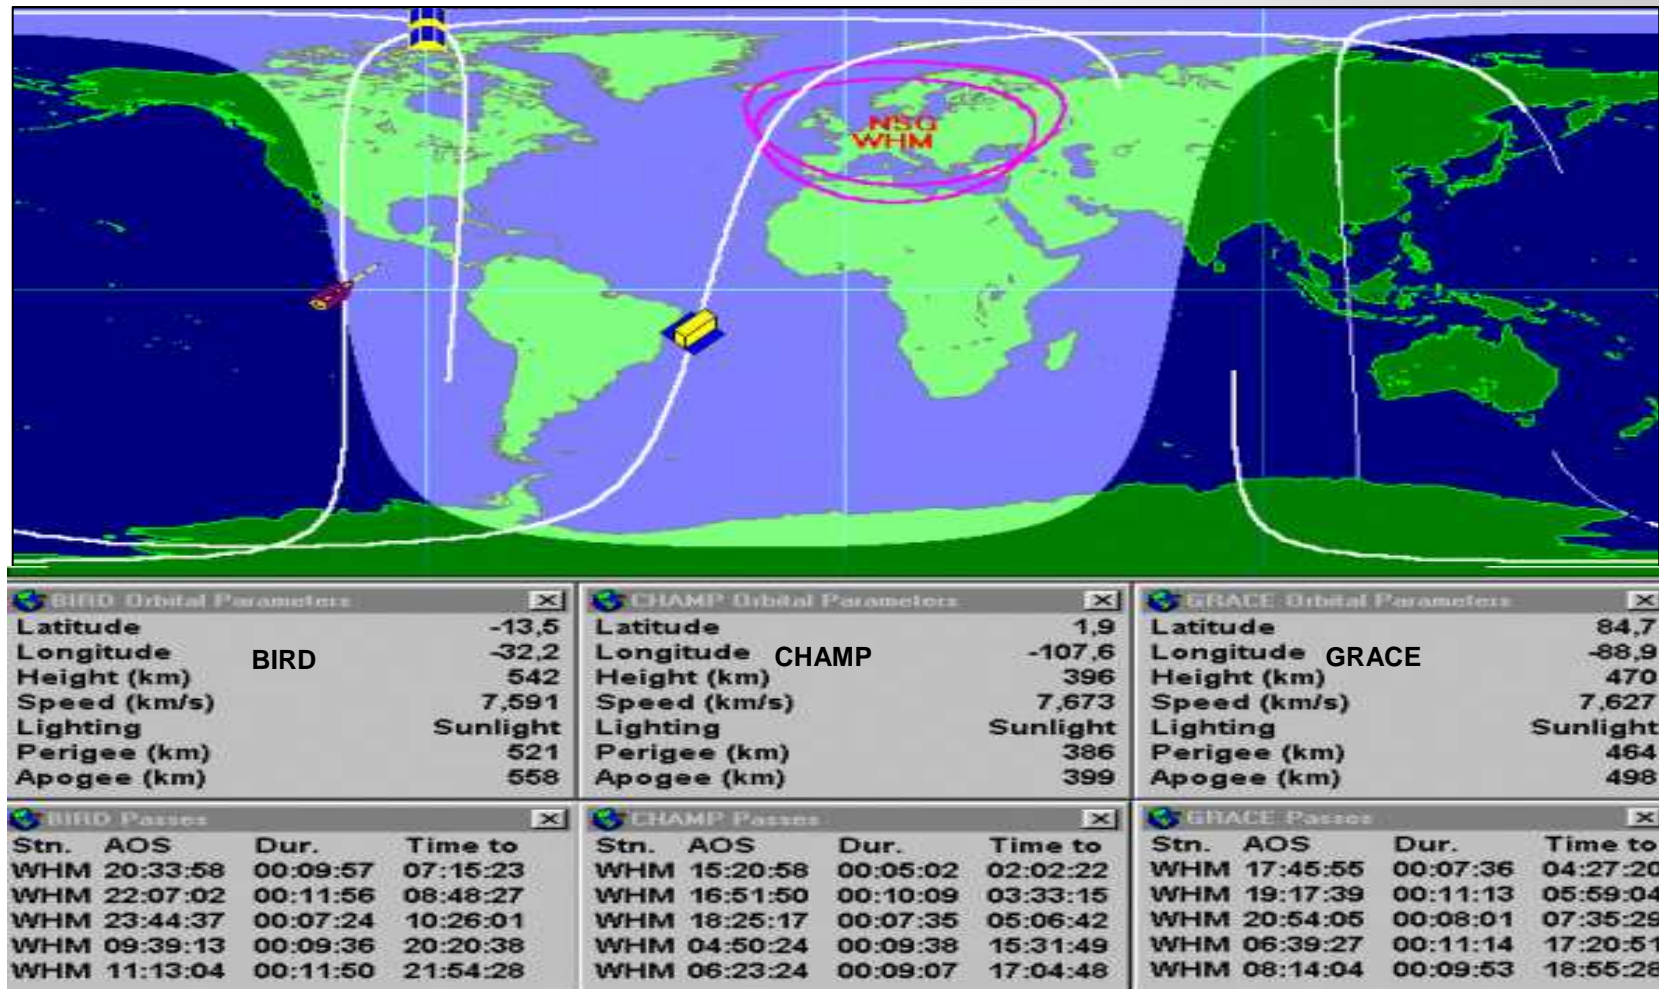 NSG
WHM
BIRD Orbital Parameters
Latitude -13,5
Longitude -32,2
BIRD
Height (km) 542
Speed (km/s) 7,591
Lighting Sunlight
Perigee (km) 521
Apogee (km) 558
CHAMP Orbital Parameters
Latitude 1,9
Longitude -107,6
CHAMP
Height (km) 396
Speed (km/s) 7,673
Lighting Sunlight
Perigee (km) 386
Apogee (km) 399
GRACE Orbital Parameters
Latitude 84,7
Longitude -88,9
GRACE
Height (km) 470
Speed (km/s) 7,627
Lighting Sunlight
Perigee (km) 464
Apogee (km) 498
BIRD Passes
Stn. AOS Dur. Time to
WHM 20:33:58 00:09:57 07:15:23
WHM 22:07:02 00:11:56 08:48:27
WHM 23:44:37 00:07:24 10:26:01
WHM 09:39:13 00:09:36 20:20:38
WHM 11:13:04 00:11:50 21:54:28
CHAMP Passes
Stn. AOS Dur. Time to
WHM 15:20:58 00:05:02 02:02:22
WHM 16:51:50 00:10:09 03:33:15
WHM 18:25:17 00:07:35 05:06:42
WHM 04:50:24 00:09:38 15:31:49
WHM 06:23:24 00:09:07 17:04:48
GRACE Passes
Stn. AOS Dur. Time to
WHM 17:45:55 00:07:36 04:27:20
WHM 19:17:39 00:11:13 05:59:04
WHM 20:54:05 00:08:01 07:35:29
WHM 06:39:27 00:11:14 17:20:51
WHM 08:14:04 00:09:53 18:55:28